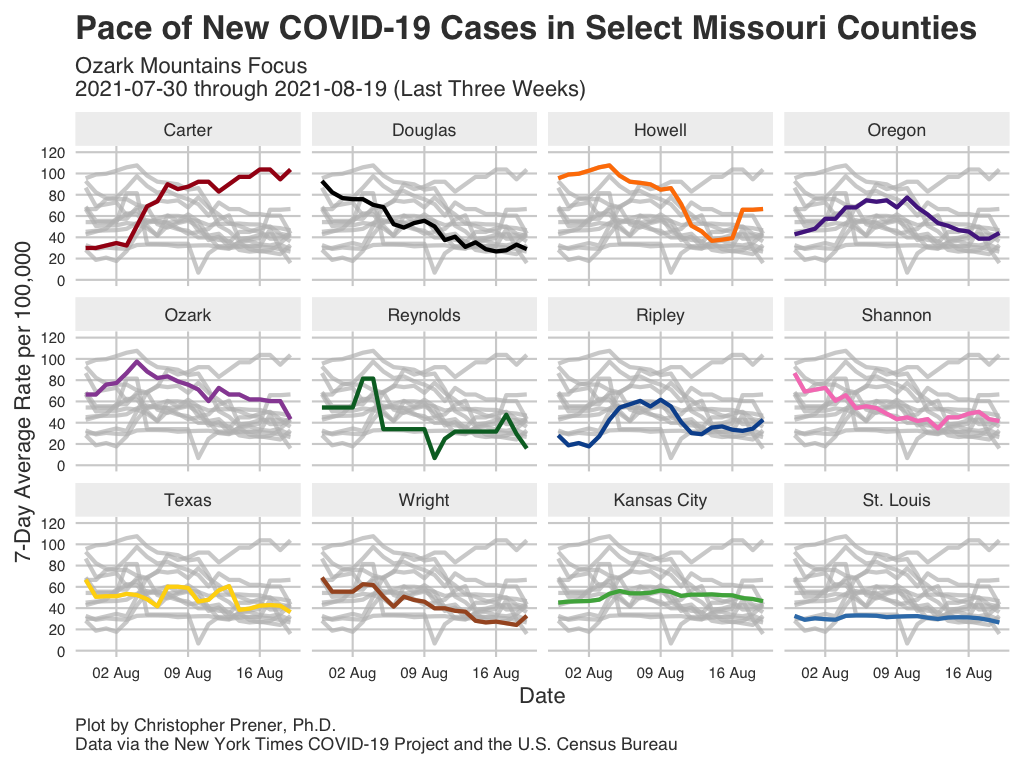 Pace of New COVID-19 Cases in Select Missouri Counties
Ozark Mountains Focus
2021-07-30 through 2021-08-19 (Last Three Weeks)
Carter
Douglas
Howell
Oregon
120
100
80
60
40
20
0
Ozark
Reynolds
Ripley
Shannon
120
100
80
60
40
20
0
Texas
Wright
Kansas City
St. Louis
120
100
80
60
40
20
0
7-Day Average Rate per 100,000
02 Aug 09 Aug 16 Aug
02 Aug 09 Aug 16 Aug
02 Aug 09 Aug 16 Aug
02 Aug 09 Aug 16 Aug
Date
Plot by Christopher Prener, Ph.D.
Data via the New York Times COVID-19 Project and the U.S. Census Bureau